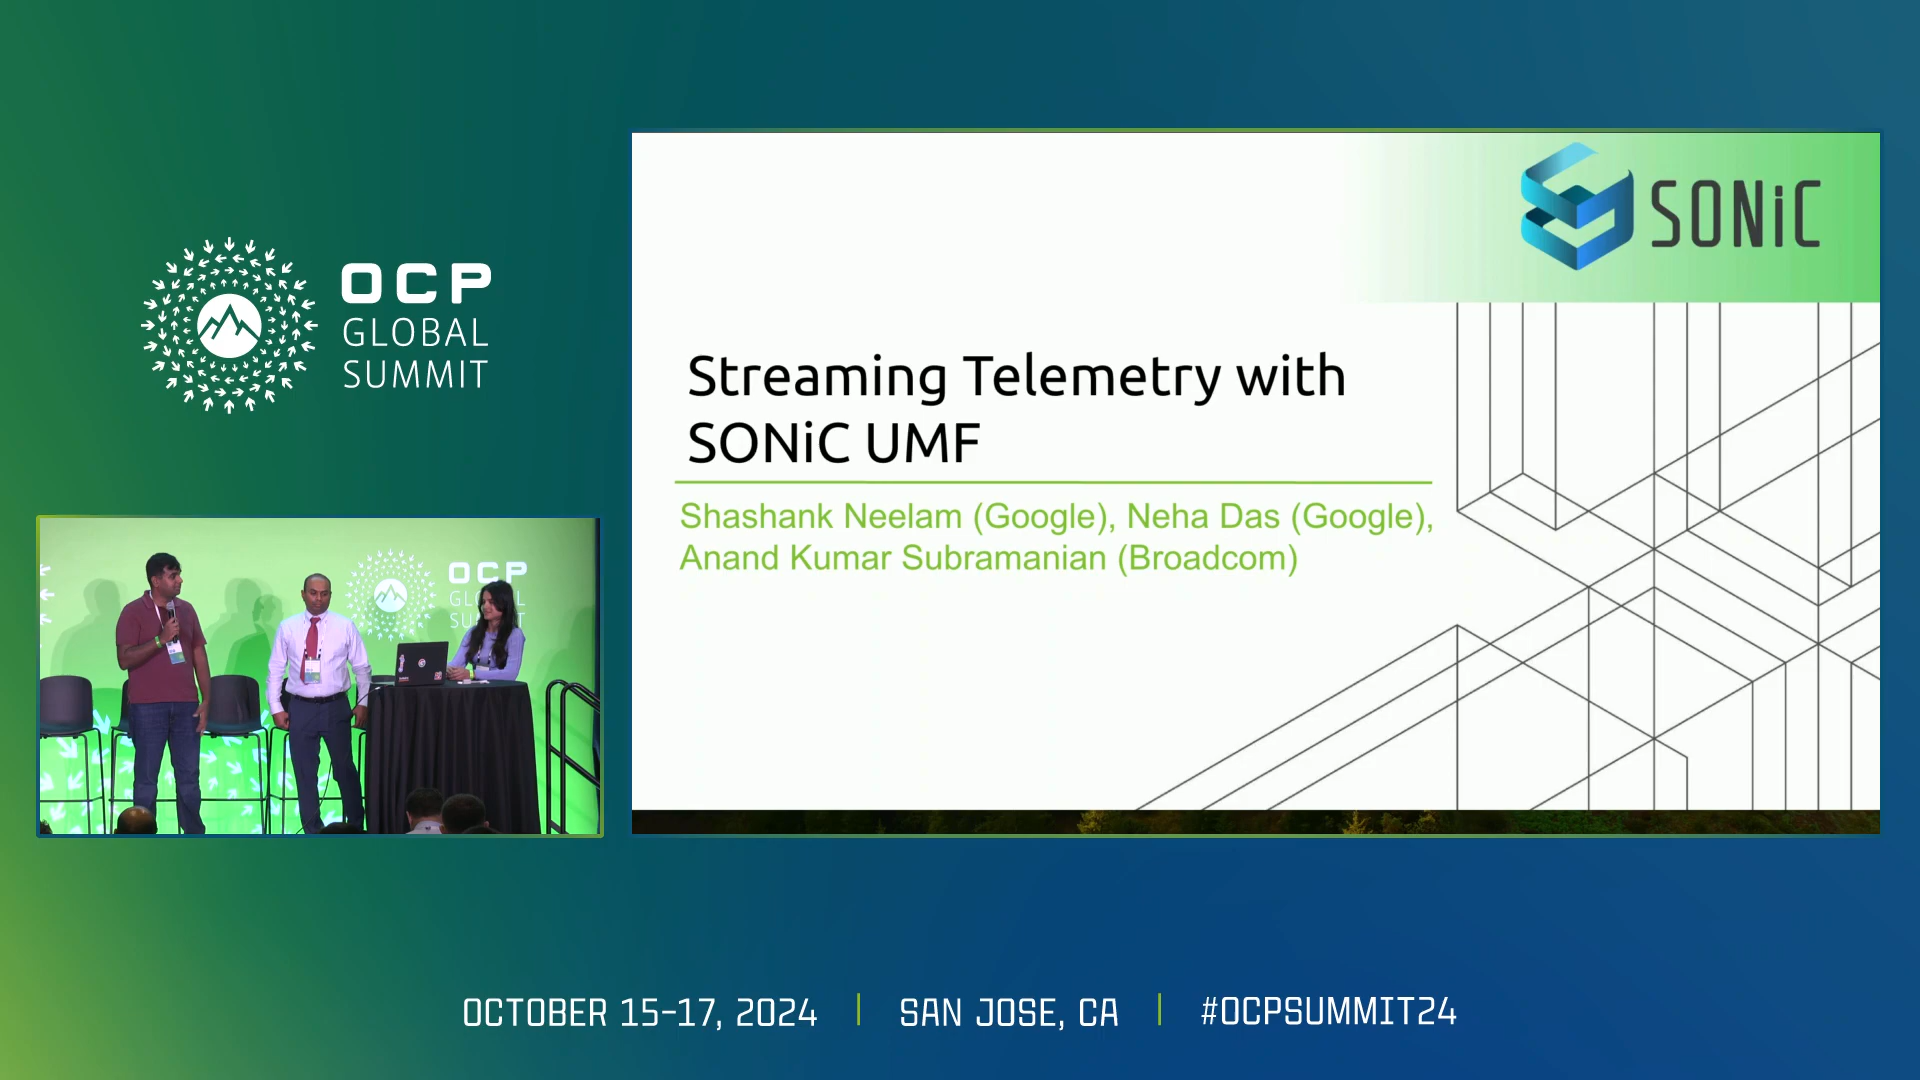 OCP
GLOBAL
SUMMIT
SONiC
Streaming Telemetry with
SONiC UMF
Shashank Neelam (Google), Neha Das (Google),
Anand Kumar Subramanian (Broadcom)
OCP
OCTOBER 15-17, 2024
SAN JOSE, CA
#OCPSUMMIT24